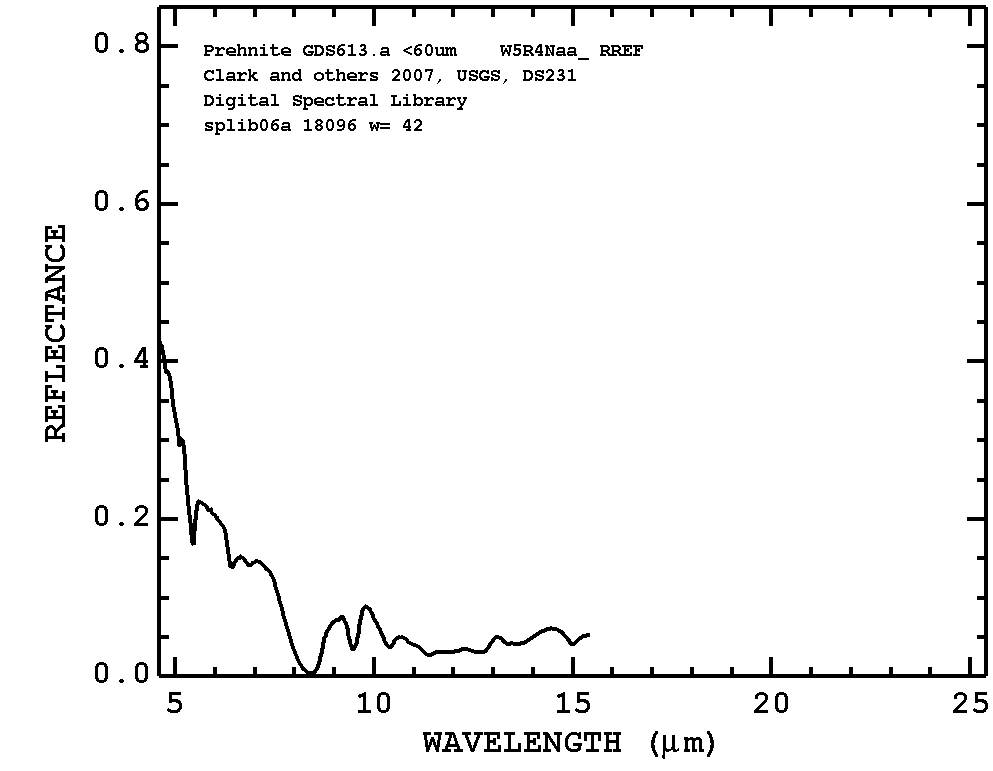 0.8
Prehnite GDS613.a <60um W5R4Naa_ RREF
Clark and others 2007, USGS, DS231
Digital Spectral Library
splib06a 18096 w= 42
0.6
REFLECTANCE
0.4
0.2
0.0
5 10 15 20 25
WAVELENGTH (μm)